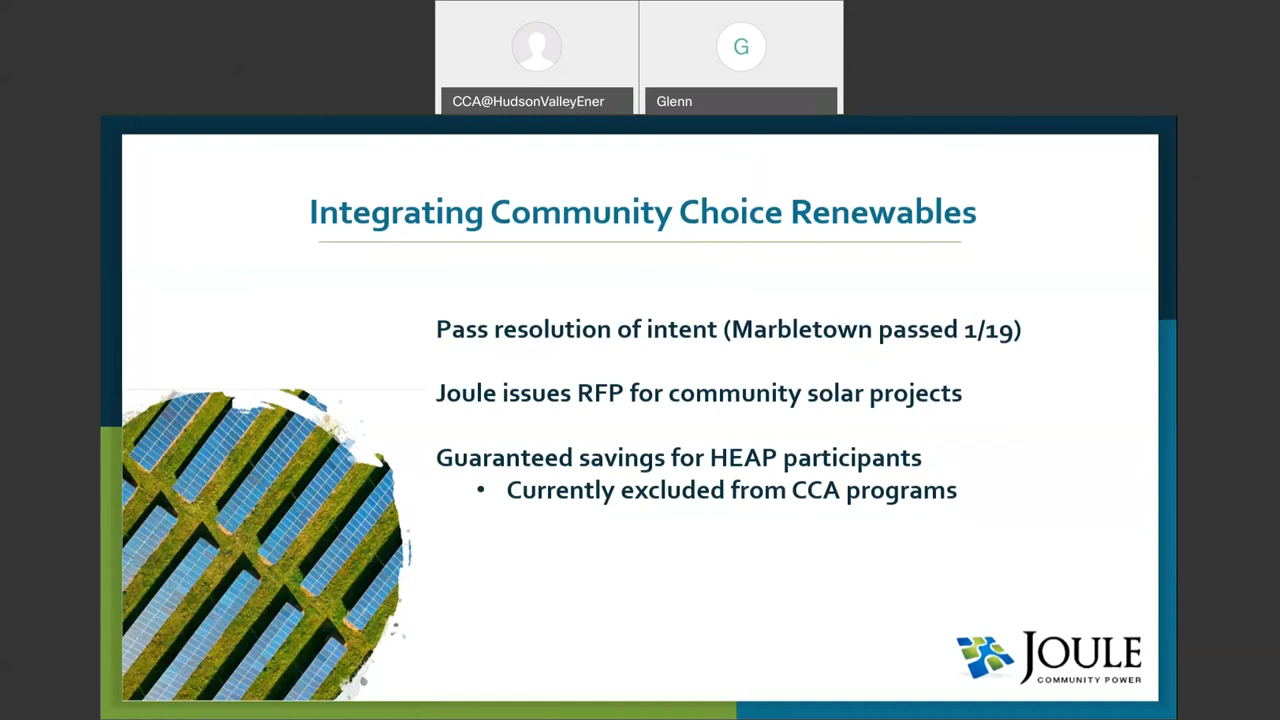 CCA@HudsonValleyEner
G
Glenn
Integrating Community Choice Renewables
Pass resolution of intent (Marbletown passed 1/19)
Joule issues RFP for community solar projects
Guaranteed savings for HEAP participants
• Currently excluded from CCA programs
JOULE
COMMUNITY POWER